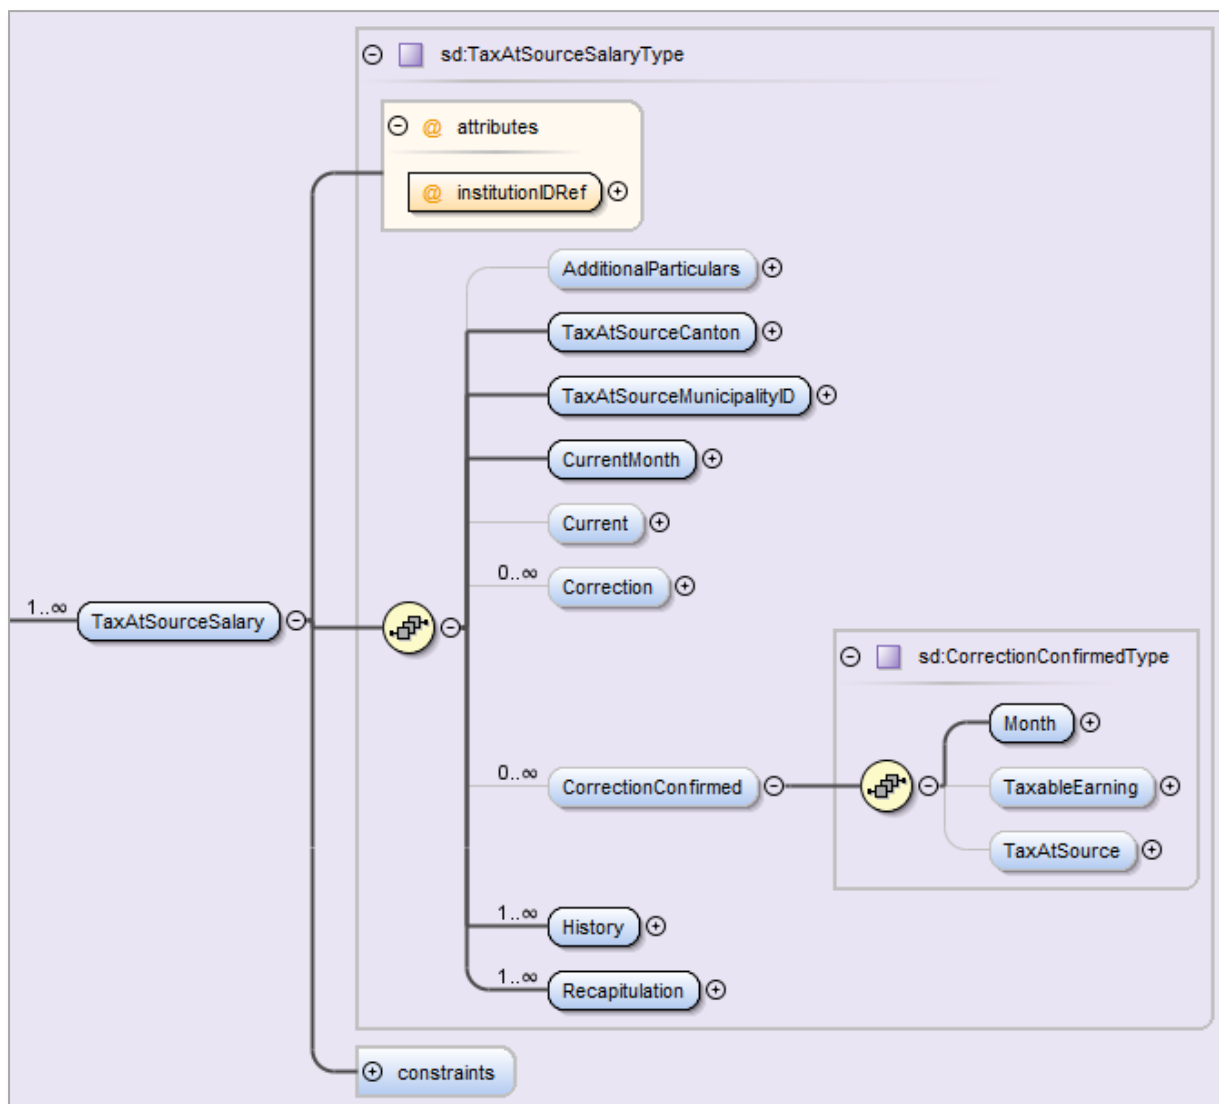 sd:TaxAtSourceSalaryType
@ attributes
@ institutionIDRef
AdditionalParticulars
TaxAtSourceCanton
TaxAtSourceMunicipalityID
CurrentMonth
Current
0..∞
Correction
1..∞
TaxAtSourceSalary
sd:CorrectionConfirmedType
Month
0..∞
CorrectionConfirmed
TaxableEarning
TaxAtSource
1..∞
History
1..∞
Recapitulation
constraints